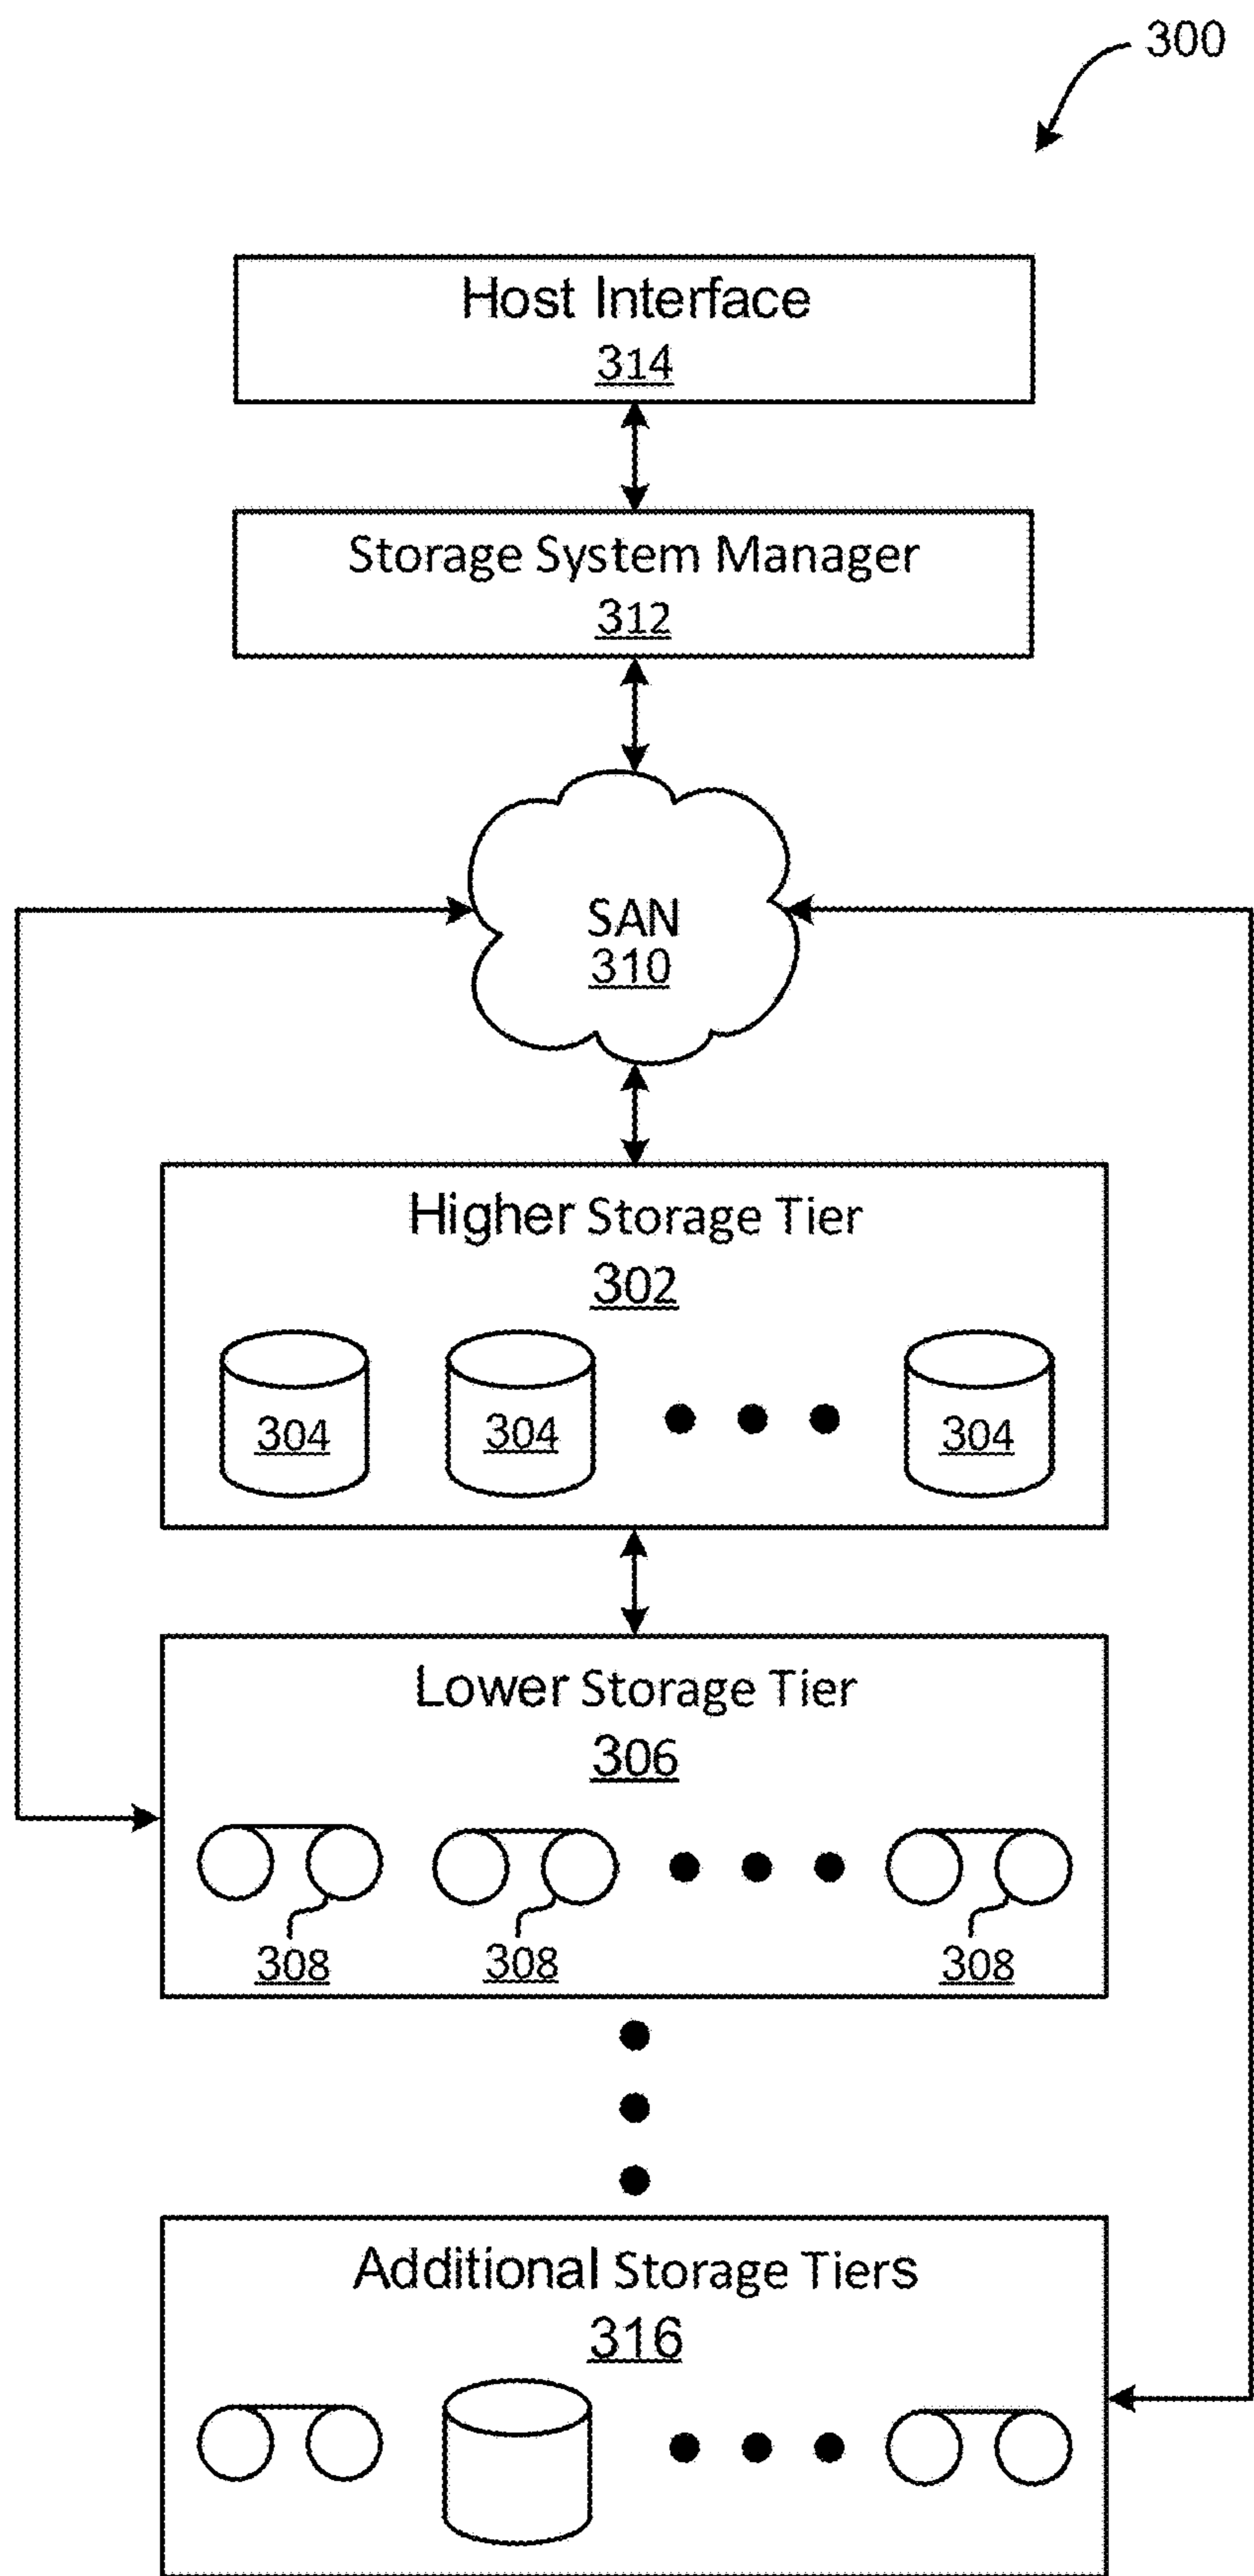 300
Host Interface
314
Storage System Manager
312
SAN
310
Higher Storage Tier
302
304 304 304
Lower Storage Tier
306
308 308 308
Additional Storage Tiers
316